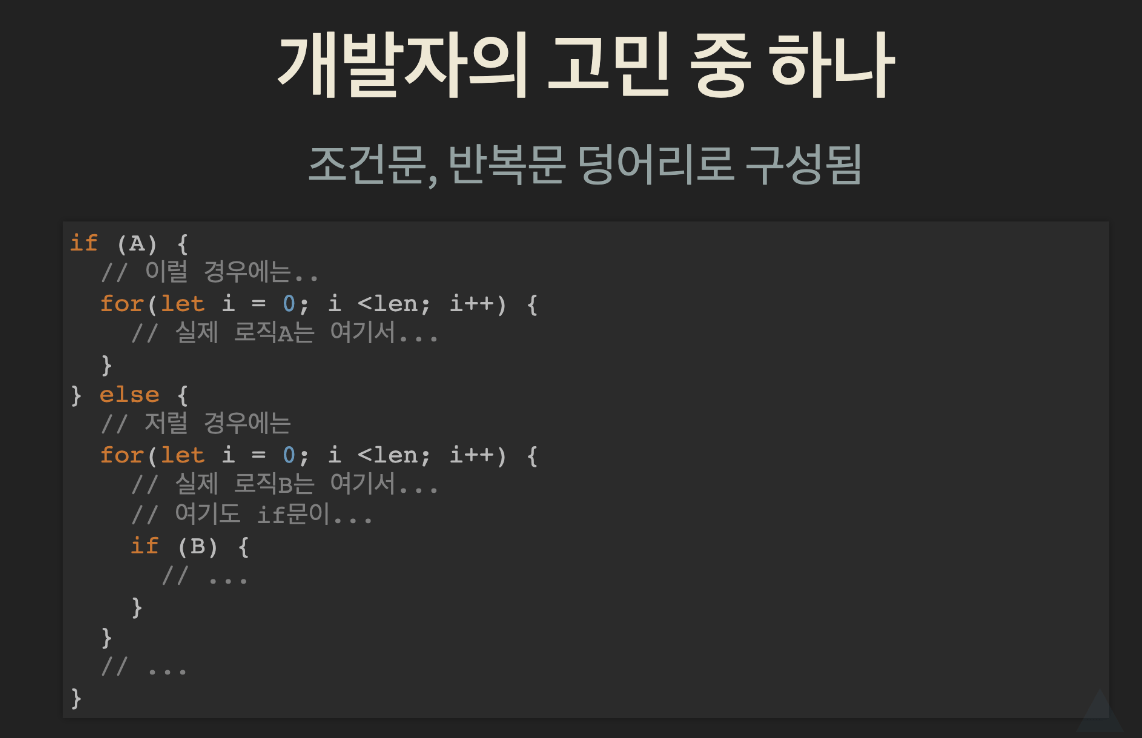 개발자의 고민 중 하나
조건문, 반복문 덩어리로 구성됨
if (A) {
  // 이럴 경우에는..
  for(let i = 0; i <len; i++) {
    // 실제 로직A는 여기서...
  }
} else {
  // 저럴 경우에는
  for(let i = 0; i <len; i++) {
    // 실제 로직B는 여기서...
    // 여기도 if문이...
    if (B) {
      // ...
    }
  }
  // ...
}